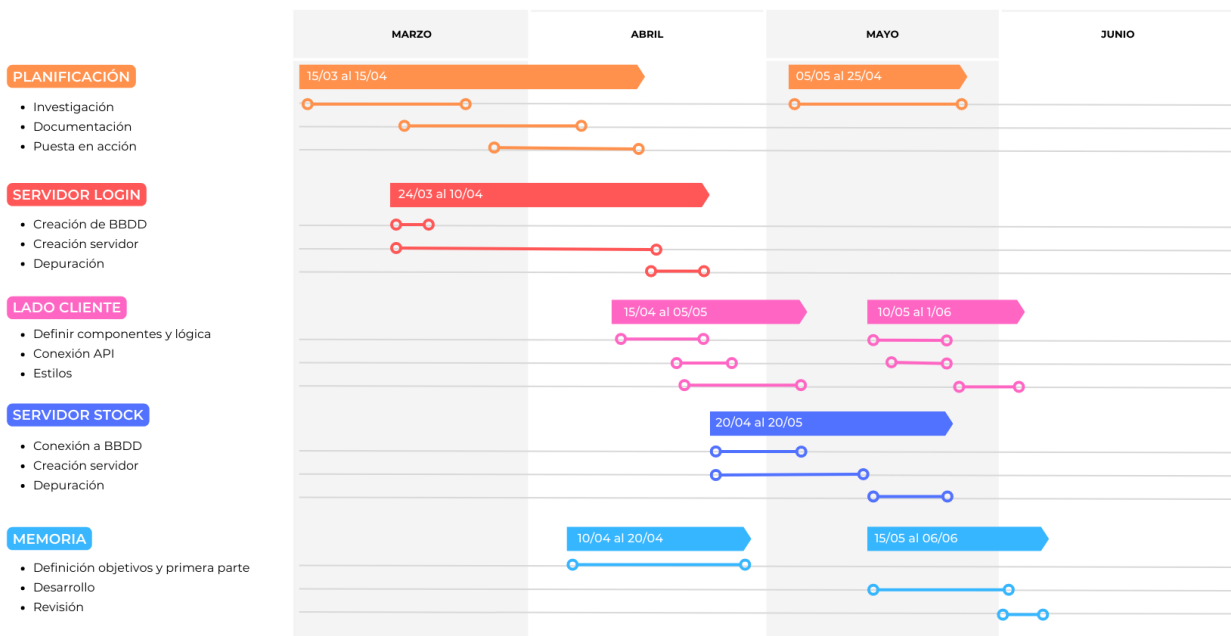 MARZO
ABRIL
MAYO
JUNIO
PLANIFICACIÓN
15/03 al 15/04
05/05 al 25/04
Investigación
Documentación
Puesta en acción
SERVIDOR LOGIN
24/03 al 10/04
Creación de BBDD
Creación servidor
Depuración
LADO CLIENTE
15/04 al 05/05
10/05 al 1/06
Definir componentes y lógica
Conexión API
Estilos
SERVIDOR STOCK
20/04 al 20/05
Conexión a BBDD
Creación servidor
Depuración
MEMORIA
10/04 al 20/04
15/05 al 06/06
Definición objetivos y primera parte
Desarrollo
Revisión